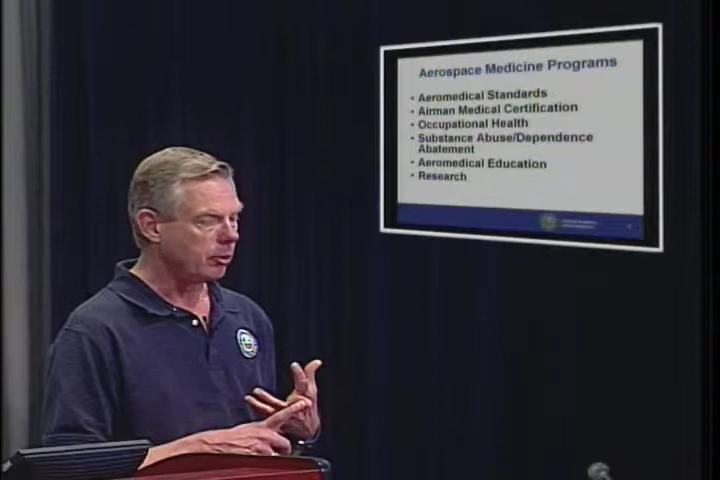 Aerospace Medicine Programs
• Aeromedical Standards
• Airman Medical Certification
• Occupational Health
• Substance Abuse/Dependence
Abatement
• Aeromedical Education
• Research